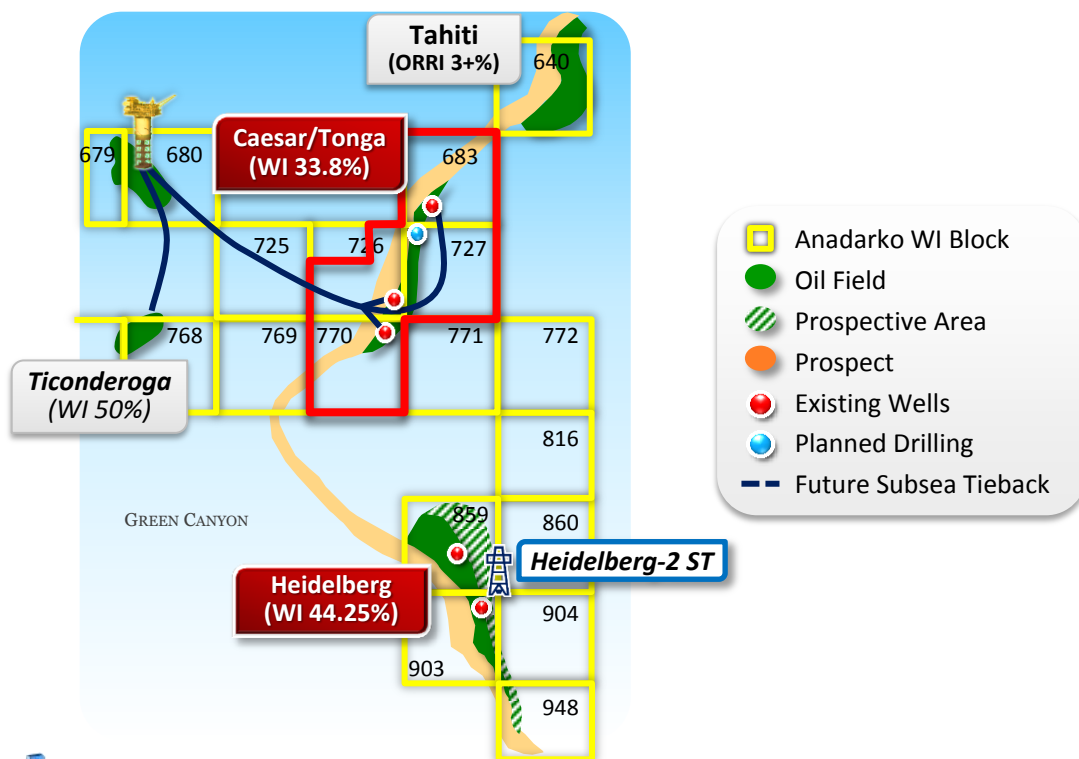 Tahiti
(ORRI 3+%)
640
Caesar/Tonga
(WI 33.8%)
679
680
683
725
726
727
768
769
770
771
772
Ticonderoga
(WI 50%)
816
GREEN CANYON
859
860
Heidelberg-2 ST
Heidelberg
(WI 44.25%)
904
903
948
Anadarko WI Block
Oil Field
Prospective Area
Prospect
Existing Wells
Planned Drilling
Future Subsea Tieback